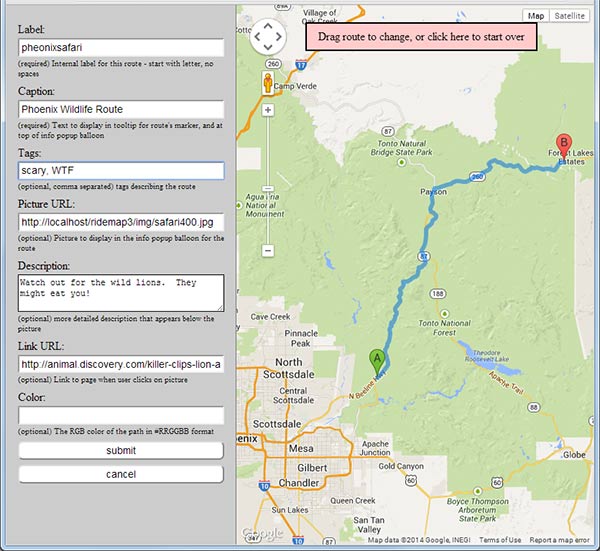 Label:
pheonixsafari
(required) Internal label for this route - start with letter, no
spaces
Caption:
Phoenix Wildlife Route
(required) Text to display in tooltip for route's marker, and at
top of info popup balloon
Tags:
scary, WTF
(optional, comma separated) tags describing the route
Picture URL:
http://localhost/ridemap3/img/safari400.jpg
(optional) Picture to display in the info popup balloon for the
route
Description:
Watch out for the wild lions. They
might eat you!
(optional) more detailed description that appears below the
picture
Link URL:
http://animal.discovery.com/killer-clips-lion-a
(optional) Link to page when user clicks on picture
Color:
(optional) The RGB color of the path in #RRGGBB format
submit
cancel
Village of
Oak Creek
Drag route to change, or click here to start over
Map
Satellite
260
17
Camp Verde
87
Tonto Natural
Bridge State Park
B
Forest Lakes
Estates
260
Payson
Agua Fria
National
Monument
87
188
Tonto National
Forest
Cave Creek
Pinnacle
Peak
Theodore
Roosevelt Lake
A
North
Scottsdale
N Beeline
Apache Trail
Central
Scottsdale
88
Scottsdale
enix
Mesa
Apache
Junction
Globe
Gilbert
Gold Canyon
60
10
Chandler
Queen Creek
Boyce Thompson
Arboretum
State Park
Sun Lakes
San Tan
Valley
Google
Map data ©2014 Google, INEGI
Terms of Use
Report a map error